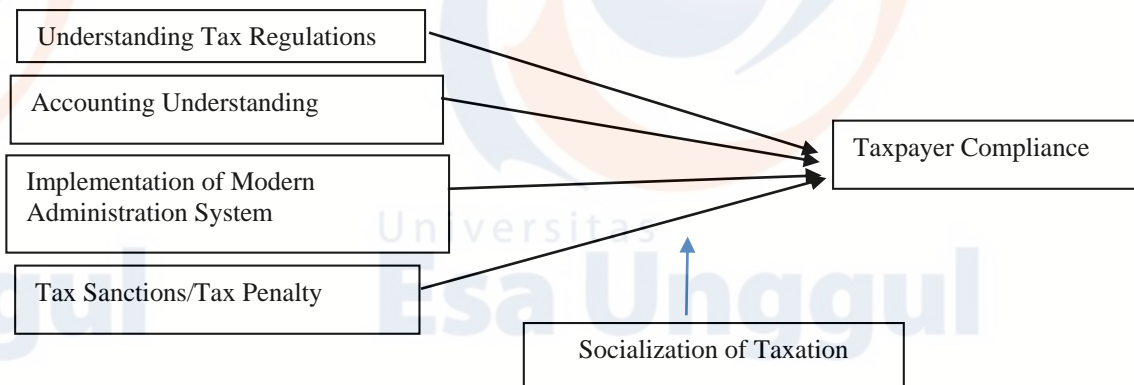 Understanding Tax Regulations
Accounting Understanding
Implementation of Modern
Administration System
Tax Sanctions/Tax Penalty
Taxpayer Compliance
Socialization of Taxation
Universitas
Esa Unggul
ggul